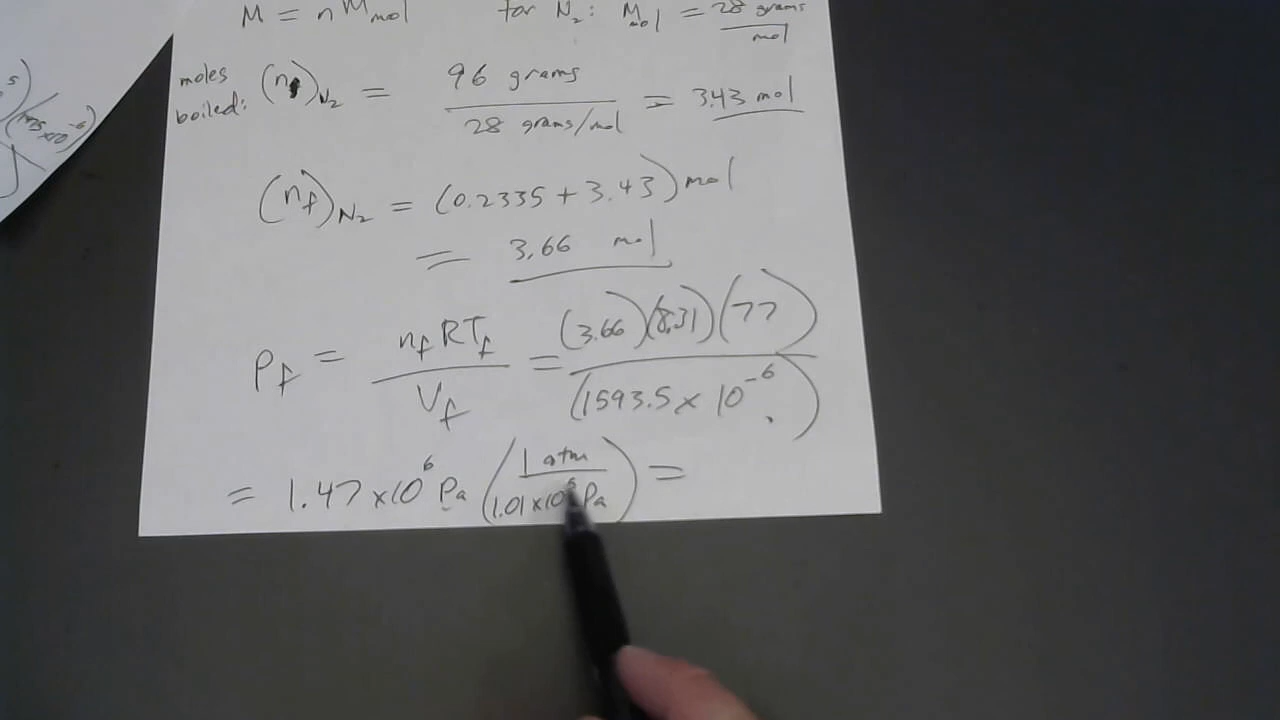 M = n M_mol for N₂: M_mol = 28 grams / mol
moles boiled: (n)_N₂ = 96 grams / 28 grams/mol = 3.43 mol
(n_f)_N₂ = (0.2335 + 3.43) mol
= 3.66 mol
P_f = n_f R T_f / V_f = (3.66)(8.31)(77) / (1593.5 × 10⁻⁶)
= 1.47 × 10⁶ Pa (1 atm / 1.01 × 10⁵ Pa) =